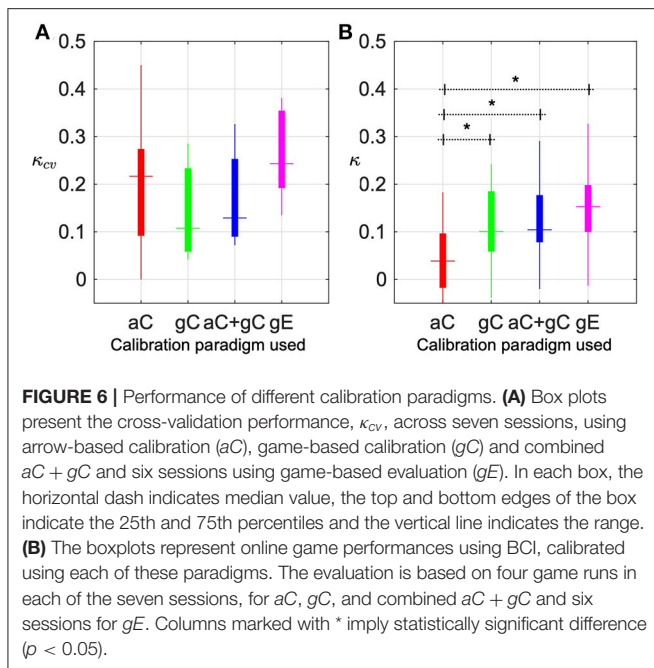 A
B
0.5
0.4
0.3
0.2
0.1
0
κcv
aC gC aC+gC gE
Calibration paradigm used
0.5
0.4
0.3
0.2
0.1
0
κ
*
*
*
aC gC aC+gC gE
Calibration paradigm used
FIGURE 6 | Performance of different calibration paradigms. (A) Box plots
present the cross-validation performance, κcv, across seven sessions, using
arrow-based calibration (aC), game-based calibration (gC) and combined
aC + gC and six sessions using game-based evaluation (gE). In each box, the
horizontal dash indicates median value, the top and bottom edges of the box
indicate the 25th and 75th percentiles and the vertical line indicates the range.
(B) The boxplots represent online game performances using BCI, calibrated
using each of these paradigms. The evaluation is based on four game runs in
each of the seven sessions, for aC, gC, and combined aC + gC and six
sessions for gE. Columns marked with * imply statistically significant difference
(p < 0.05).